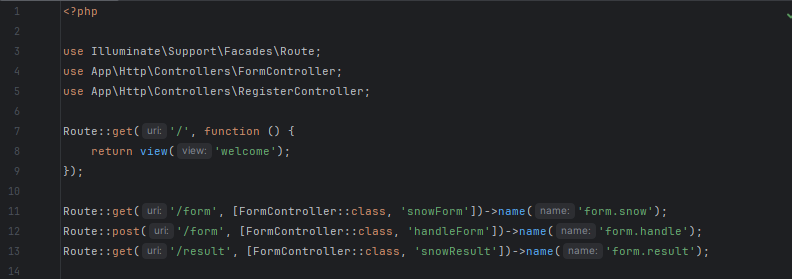 1 <?php
2
3 use Illuminate\Support\Facades\Route;
4 use App\Http\Controllers\FormController;
5 use App\Http\Controllers\RegisterController;
6
7 Route::get( uri: '/', function () {
8 return view( view: 'welcome');
9 });
10
11 Route::get( uri: '/form', [FormController::class, 'snowForm'])->name( name: 'form.snow');
12 Route::post( uri: '/form', [FormController::class, 'handleForm'])->name( name: 'form.handle');
13 Route::get( uri: '/result', [FormController::class, 'snowResult'])->name( name: 'form.result');
14